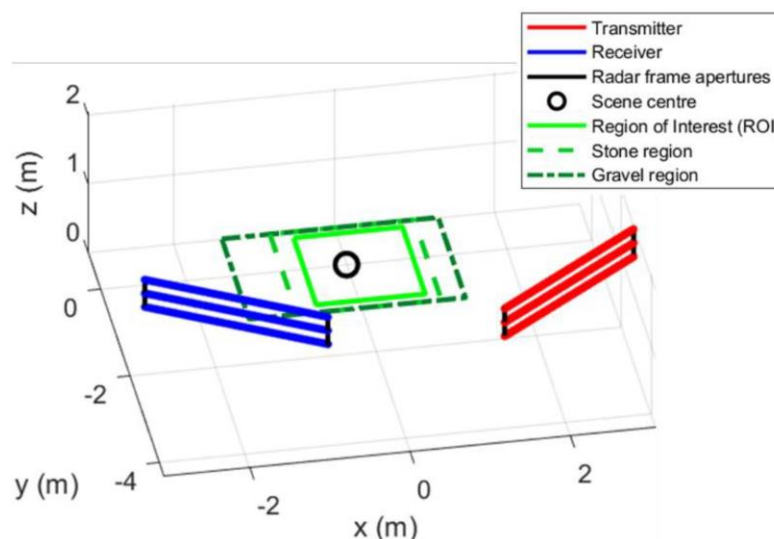 Transmitter
Receiver
Radar frame apertures
Scene centre
Region of Interest (ROI
Stone region
Gravel region
2
1
0
z (m)
0
-2
-4
y (m)
-2
0
2
x (m)